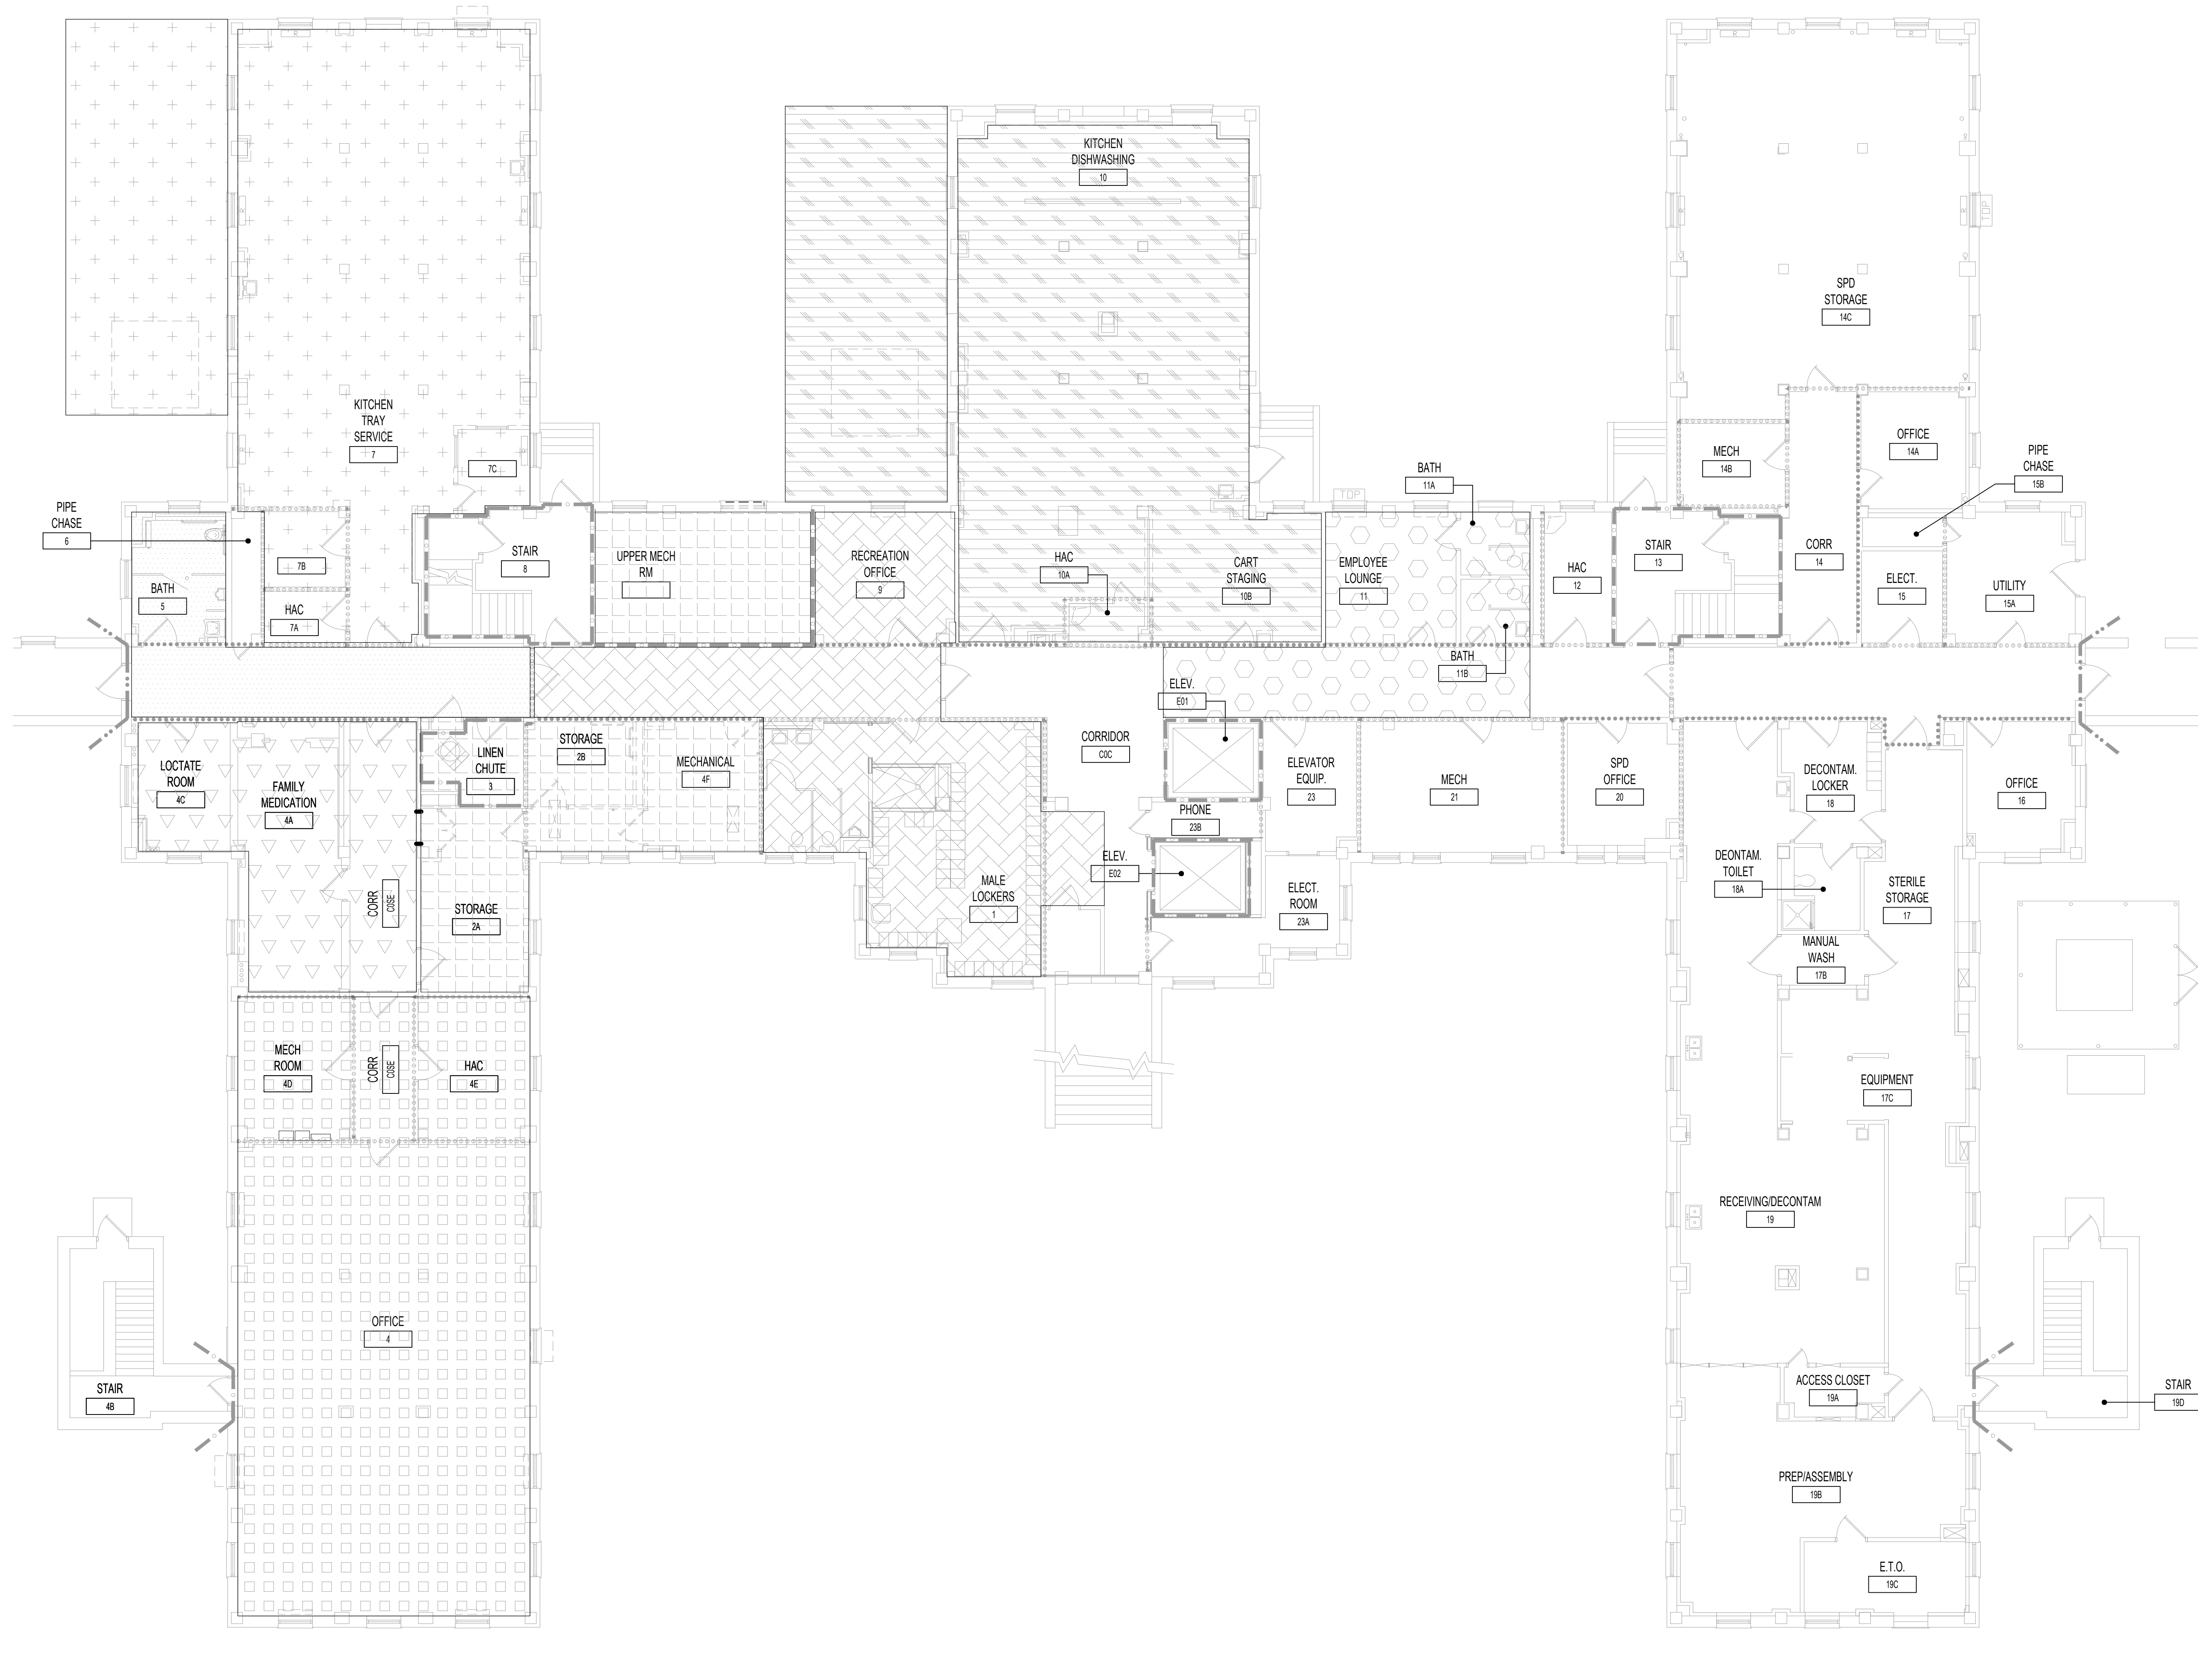 KITCHEN
DISHWASHING
10
SPD
STORAGE
14C
KITCHEN
TRAY
SERVICE
7
7C
OFFICE
14A
MECH
14B
BATH
11A
PIPE
CHASE
15B
TOP
TOP
PIPE
CHASE
6
STAIR
8
UPPER MECH
RM
RECREATION
OFFICE
9
HAC
10A
CART
STAGING
10B
EMPLOYEE
LOUNGE
11
HAC
12
STAIR
13
CORR
14
ELECT.
15
UTILITY
15A
7B
BATH
5
HAC
7A
BATH
11B
ELEV.
E01
LOCTATE
ROOM
4C
FAMILY
MEDICATION
4A
LINEN
CHUTE
3
STORAGE
2B
MECHANICAL
4F
CORRIDOR
C0C
ELEVATOR
EQUIP.
23
MECH
21
SPD
OFFICE
20
DECONTAM.
LOCKER
18
OFFICE
16
PHONE
23B
ELEV.
E02
CORR
C05E
STORAGE
2A
MALE
LOCKERS
1
ELECT.
ROOM
23A
DEONTAM.
TOILET
18A
STERILE
STORAGE
17
MANUAL
WASH
17B
MECH
ROOM
4D
CORR
C05E
HAC
4E
EQUIPMENT
17C
RECEIVING/DECONTAM
19
OFFICE
4
STAIR
4B
ACCESS CLOSET
19A
STAIR
19D
PREP/ASSEMBLY
19B
E.T.O.
19C